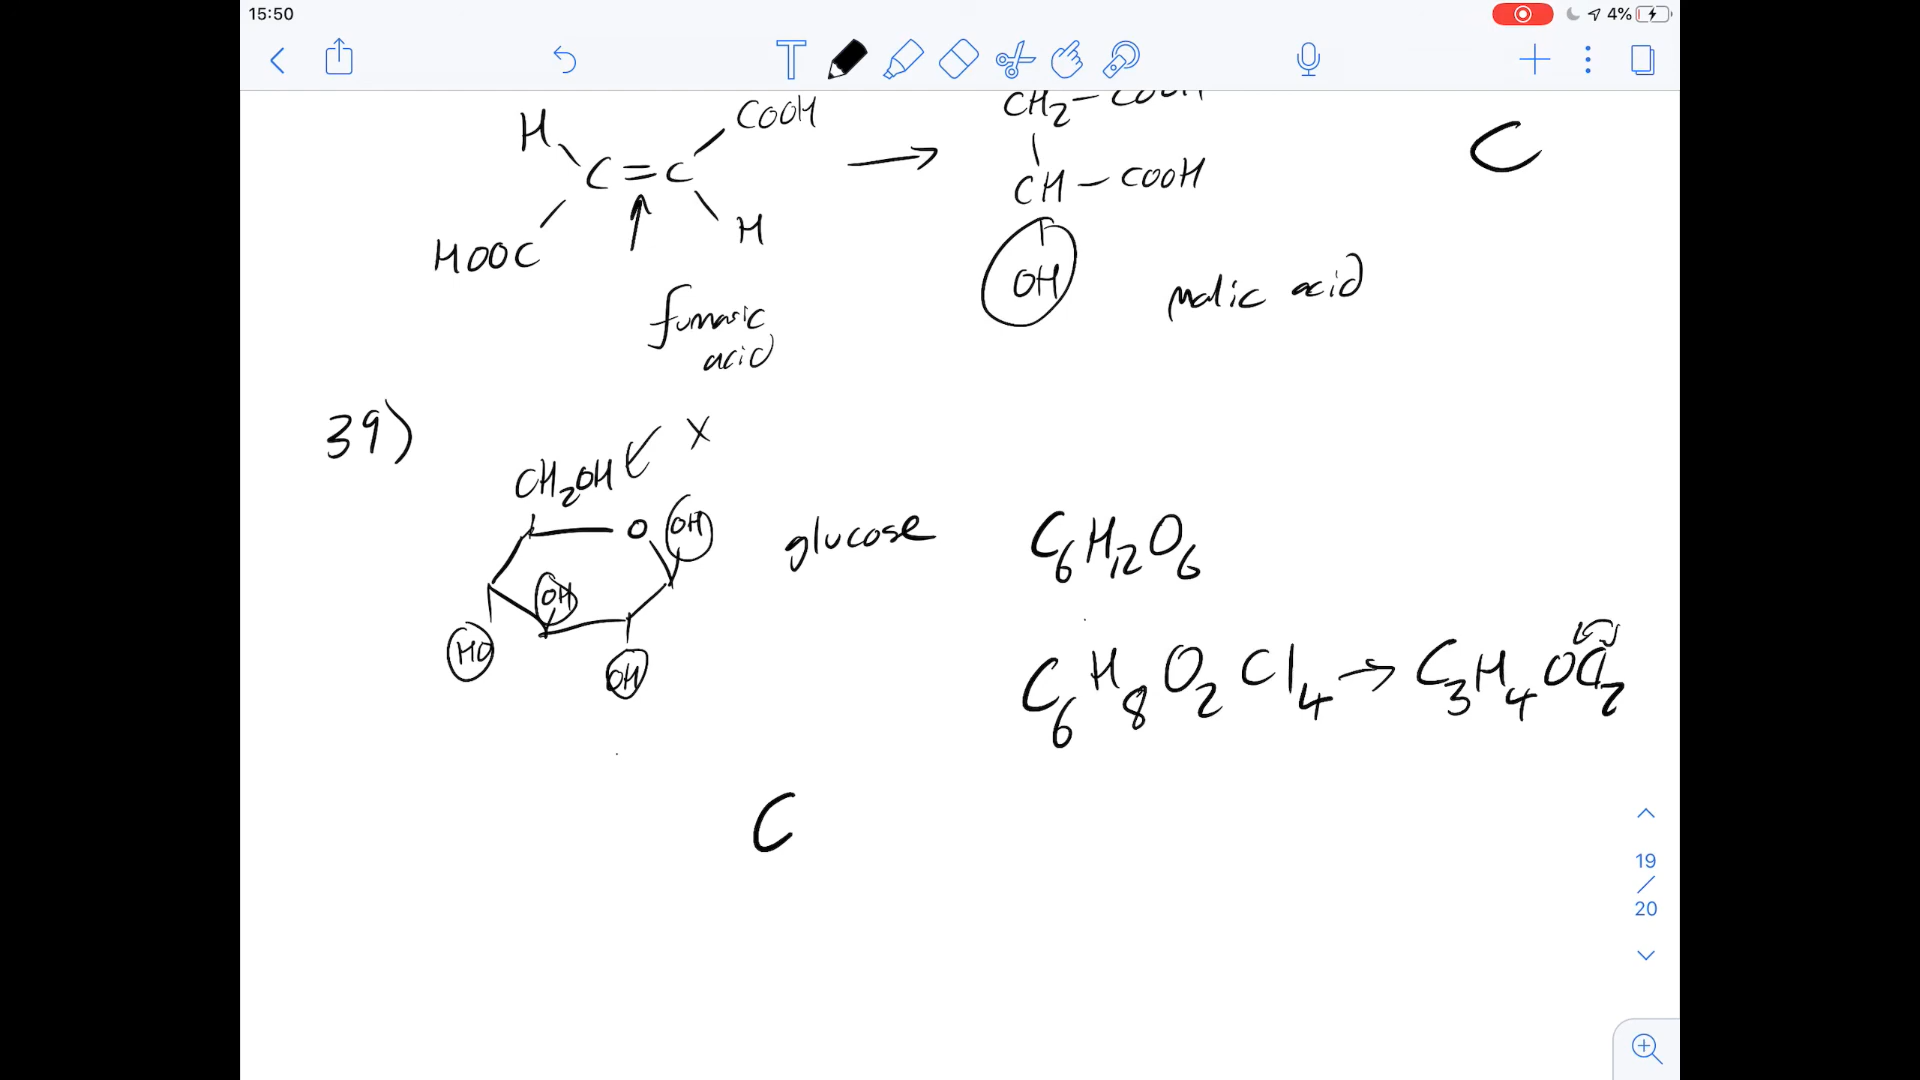 15:50
4%
T
H
COOH
C=C
HOOC
H
fumaric
acid
→
CH₂—COOH
CH—COOH
OH
malic acid
C
39)
CH₂OH
X
O
OH
OH
HO
OH
glucose
C₆H₁₂O₆
C₆H₈O₂Cl₄→C₃H₄OCl₂
C
19
/
20